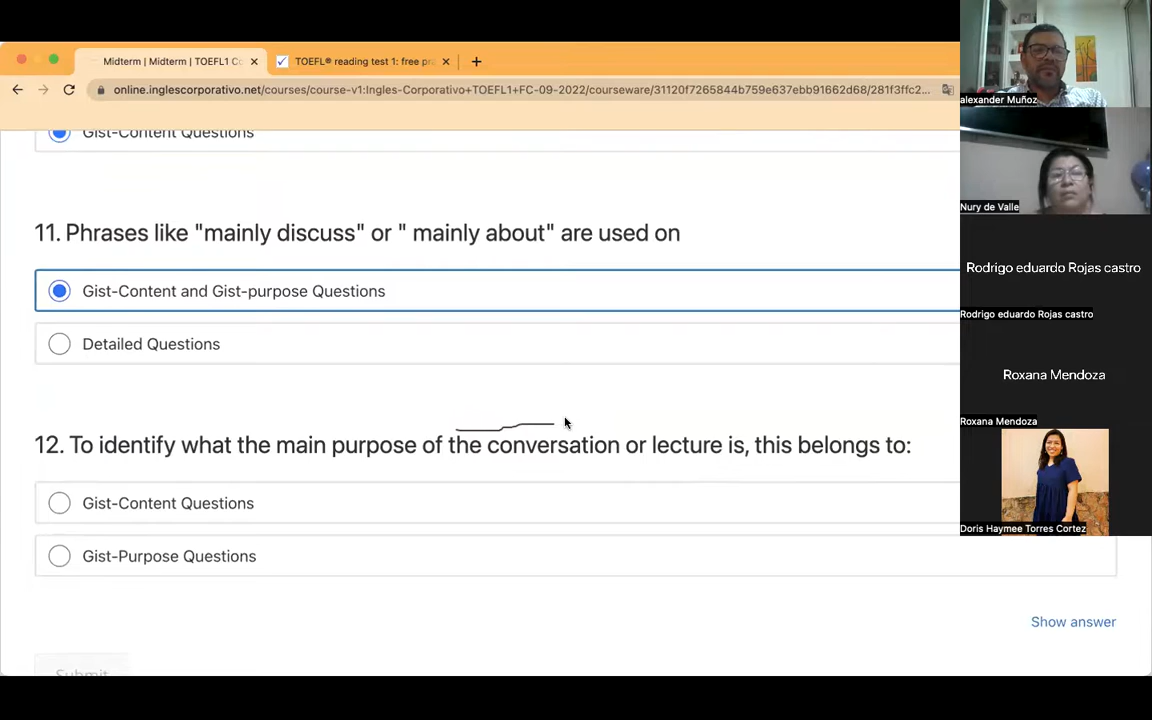 Midterm | Midterm | TOEFL1 Co
TOEFL® reading test 1: free pra
online.inglescorporativo.net/courses/course-v1:Ingles-Corporativo+TOEFL1+FC-09-2022/courseware/31120f7265844b759e637ebb91662d68/281f3ffc2...
Gist-Content Questions
11. Phrases like "mainly discuss" or " mainly about" are used on
Gist-Content and Gist-purpose Questions
Detailed Questions
12. To identify what the main purpose of the conversation or lecture is, this belongs to:
Gist-Content Questions
Gist-Purpose Questions
Show answer
Submit
alexander Muñoz
Nury de Valle
Rodrigo eduardo Rojas castro
Rodrigo eduardo Rojas castro
Roxana Mendoza
Roxana Mendoza
Doris Haymee Torres Cortez